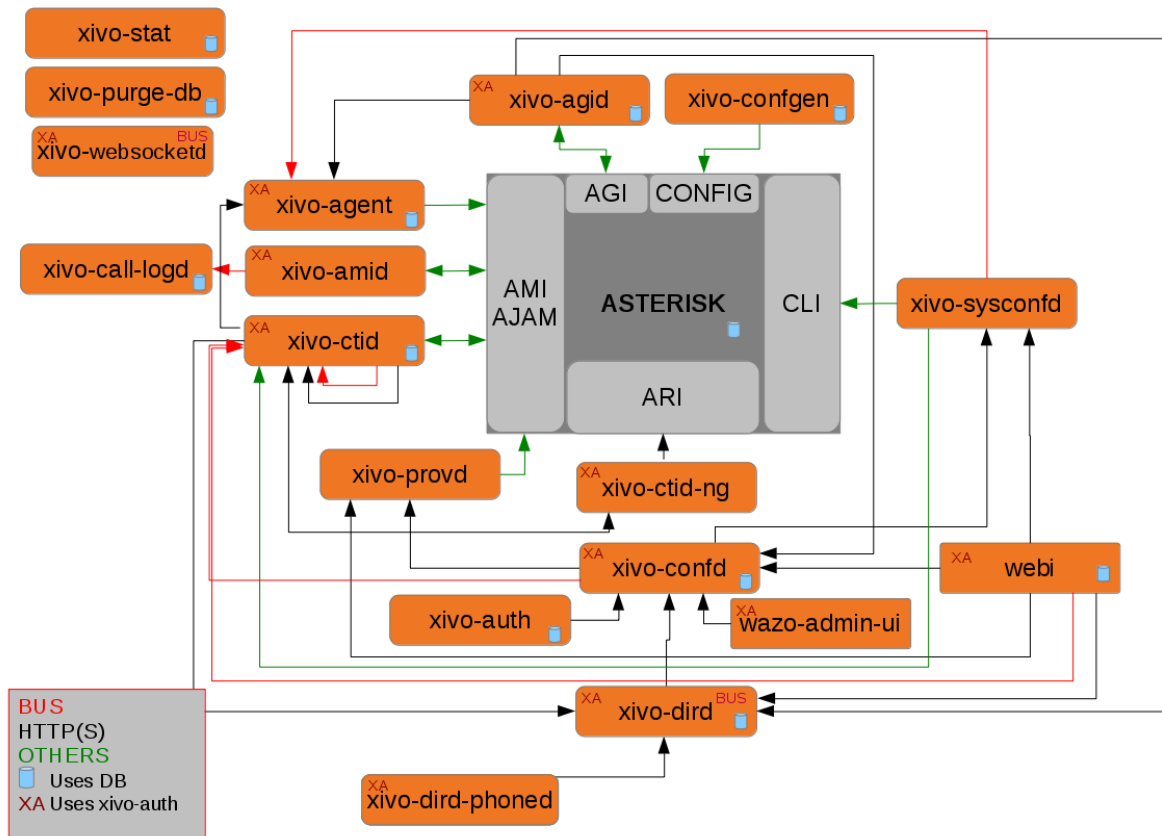 xivo-stat
xivo-purge-db
XA
BUS
xivo-websocketd
XA
xivo-agid
xivo-confgen
XA
xivo-agent
AGI
CONFIG
xivo-call-logd
XA
xivo-amid
AMI
AJAM
ASTERISK
CLI
xivo-sysconfd
XA
xivo-ctid
ARI
xivo-provd
XA
xivo-ctid-ng
XA
xivo-confd
XA
webi
xivo-auth
XA
wazo-admin-ui
XA
BUS
xivo-dird
XA
xivo-dird-phoned
BUS
HTTP(S)
OTHERS
Uses DB
XA Uses xivo-auth